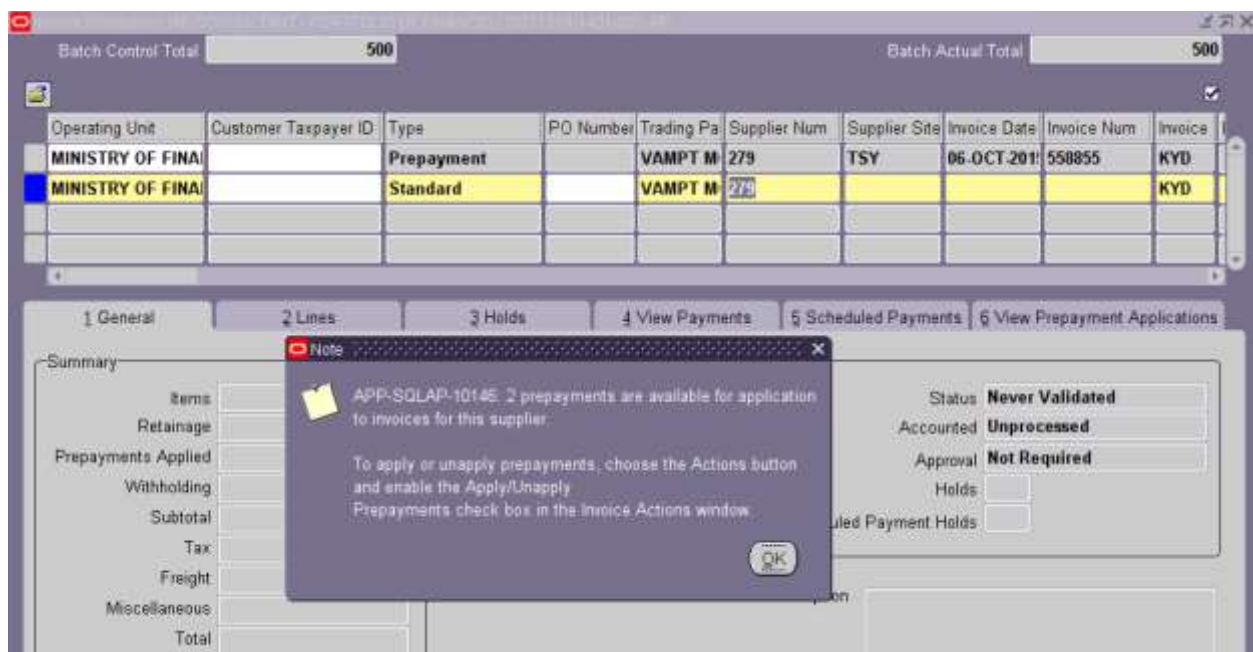 Batch Control Total 500 Batch Actual Total 500
Operating Unit Customer Taxpayer ID Type PO Number Trading Pa Supplier Num Supplier Site Invoice Date Invoice Num Invoice
MINISTRY OF FINAI Prepayment VAMPT M 279 TSY 06-OCT-201 558855 KYD
MINISTRY OF FINAI Standard VAMPT M 279 KYD
1 General 2 Lines 3 Holds 4 View Payments 5 Scheduled Payments 6 View Prepayment Applications
Summary
Items
Retainage
Prepayments Applied
Withholding
Subtotal
Tax
Freight
Miscellaneous
Total
Note
APP-SQLAP-10146: 2 prepayments are available for application
to invoices for this supplier.
To apply or unapply prepayments, choose the Actions button
and enable the Apply/Unapply
Prepayments check box in the Invoice Actions window.
OK
Status Never Validated
Accounted Unprocessed
Approval Not Required
Holds
uled Payment Holds